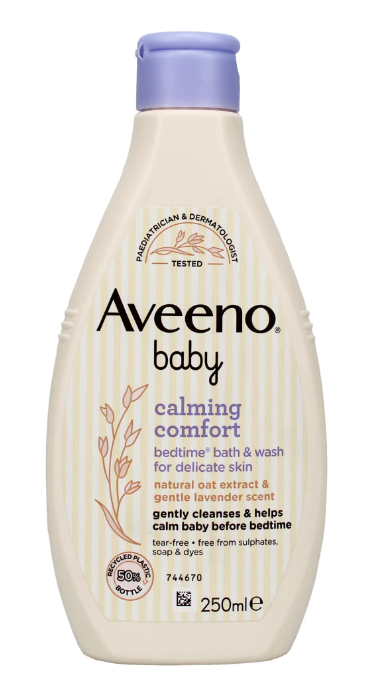 PAEDIATRICIAN & DERMATOLOGIST
TESTED
Aveeno®
baby
calming
comfort
bedtime® bath & wash
for delicate skin
natural oat extract &
gentle lavender scent
gently cleanses & helps
calm baby before bedtime
tear-free • free from sulphates,
soap & dyes
RECYCLED PLASTIC
50%
BOTTLE
744670
250ml e